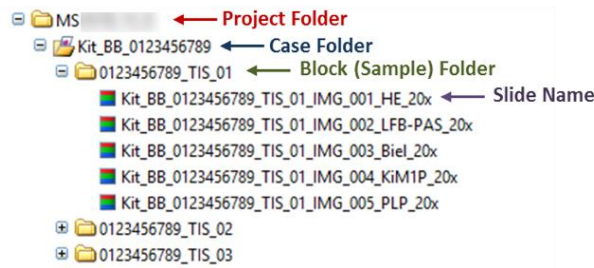 MS Project Folder
Kit_BB_0123456789 Case Folder
0123456789_TIS_01 Block (Sample) Folder
Kit_BB_0123456789_TIS_01_IMG_001_HE_20x Slide Name
Kit_BB_0123456789_TIS_01_IMG_002_LFB-PAS_20x
Kit_BB_0123456789_TIS_01_IMG_003_Biel_20x
Kit_BB_0123456789_TIS_01_IMG_004_KiM1P_20x
Kit_BB_0123456789_TIS_01_IMG_005_PLP_20x
0123456789_TIS_02
0123456789_TIS_03